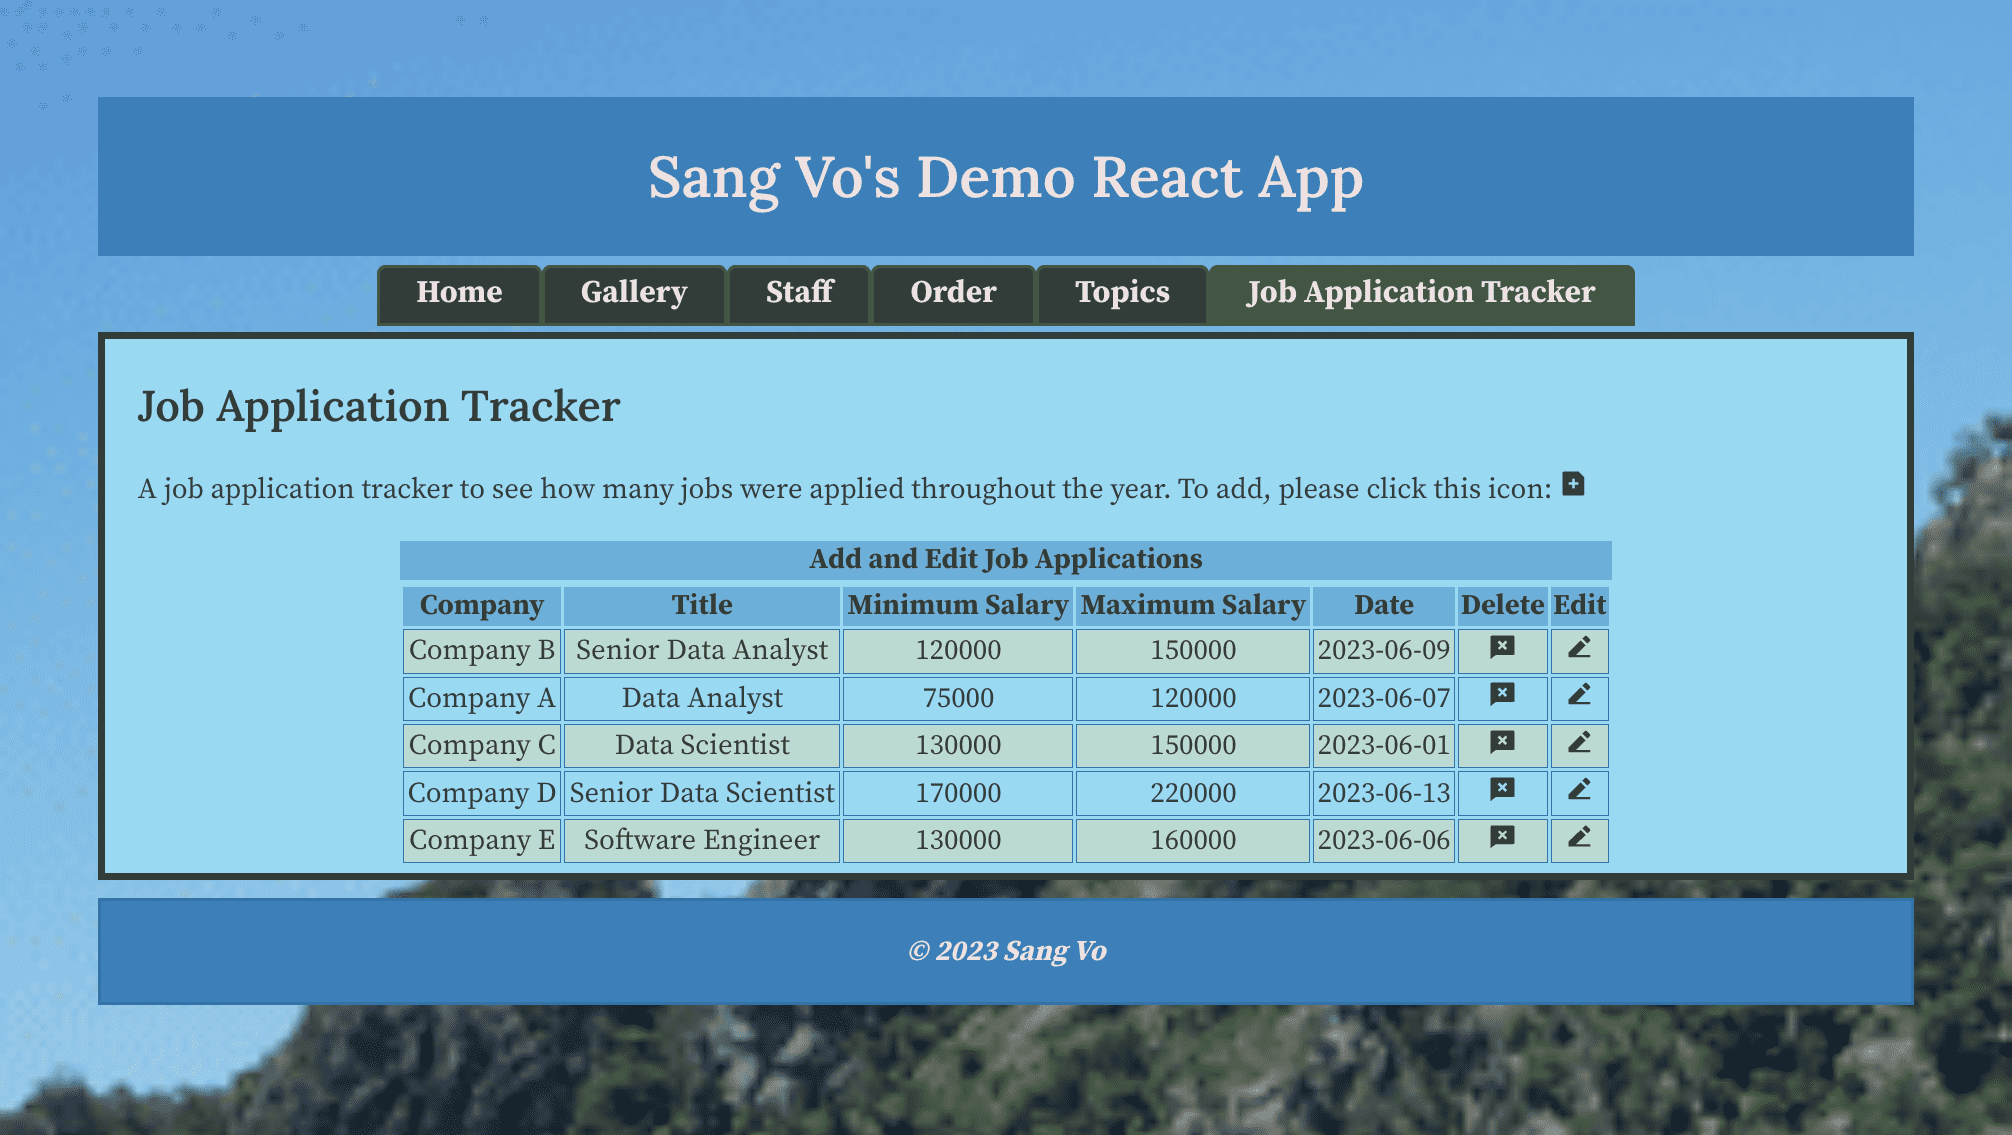 Sang Vo's Demo React App
Home Gallery Staff Order Topics Job Application Tracker
Job Application Tracker
A job application tracker to see how many jobs were applied throughout the year. To add, please click this icon:
Add and Edit Job Applications
Company Title Minimum Salary Maximum Salary Date Delete Edit
Company B Senior Data Analyst 120000 150000 2023-06-09
Company A Data Analyst 75000 120000 2023-06-07
Company C Data Scientist 130000 150000 2023-06-01
Company D Senior Data Scientist 170000 220000 2023-06-13
Company E Software Engineer 130000 160000 2023-06-06
© 2023 Sang Vo